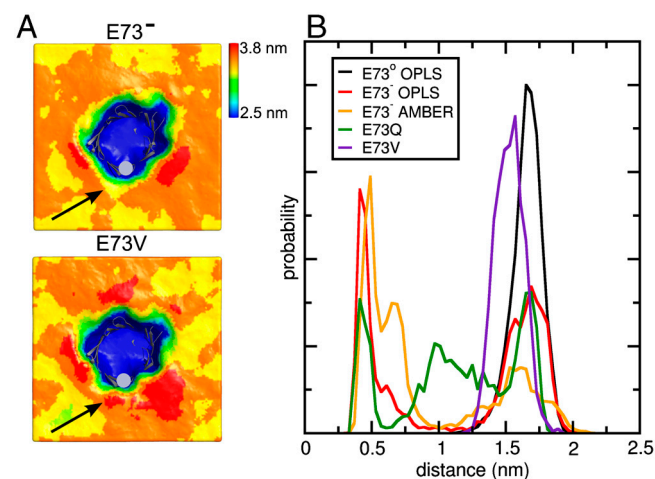 A
E73⁻
3.8 nm
2.5 nm
E73V
B
E73⁰ OPLS
E73⁻ OPLS
E73⁻ AMBER
E73Q
E73V
probability
0 0.5 1 1.5 2 2.5
distance (nm)